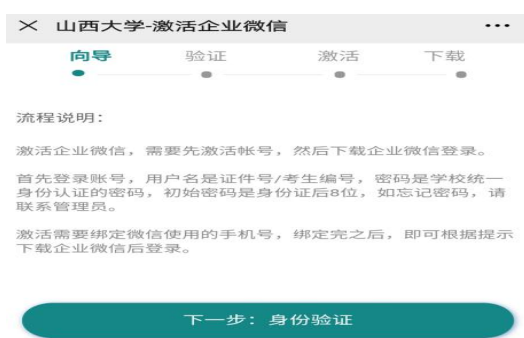 × 山西大学-激活企业微信 ···
向导 验证 激活 下载
流程说明：
激活企业微信，需要先激活帐号，然后下载企业微信登录。
首先登录账号，用户名是证件号/考生编号，密码是学校统一
身份认证的密码，初始密码是身份证后8位，如忘记密码，请
联系管理员。
激活需要绑定微信使用的手机号，绑定完之后，即可根据提示
下载企业微信后登录。
下一步：身份验证